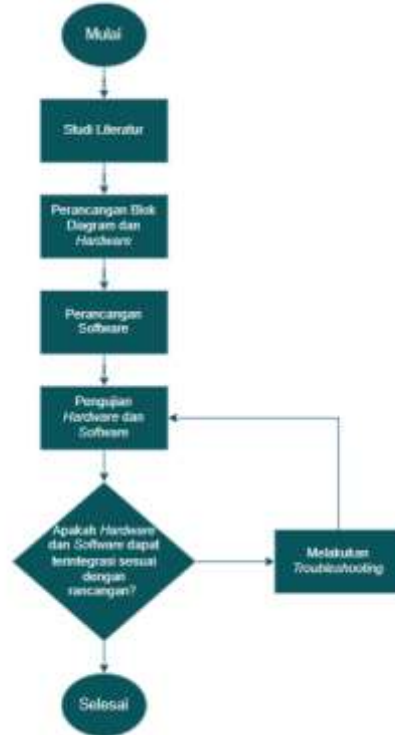 Mulai
Studi Literatur
Perancangan Blok
Diagram dan
Hardware
Perancangan
Software
Pengujian
Hardware dan
Software
Apakah Hardware
dan Software dapat
terintegrasi sesuai
dengan
rancangan?
Melakukan
Troubleshooting
Selesai